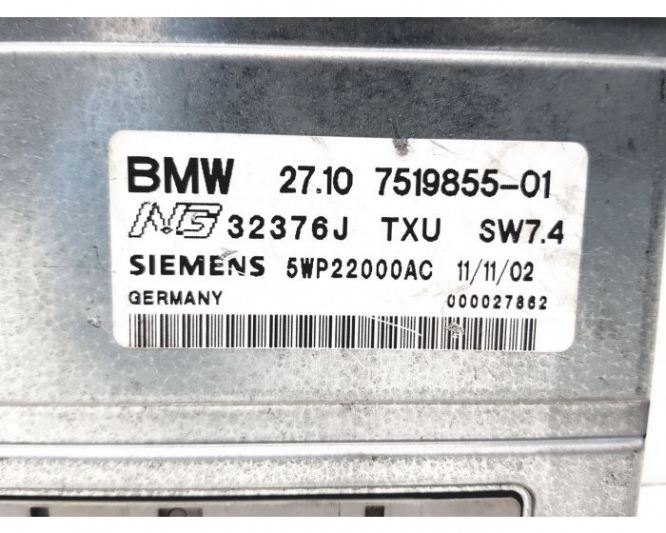 BMW 27.10 7519855-01
NG 32376J TXU SW7.4
SIEMENS 5WP22000AC 11/11/02
GERMANY 000027862